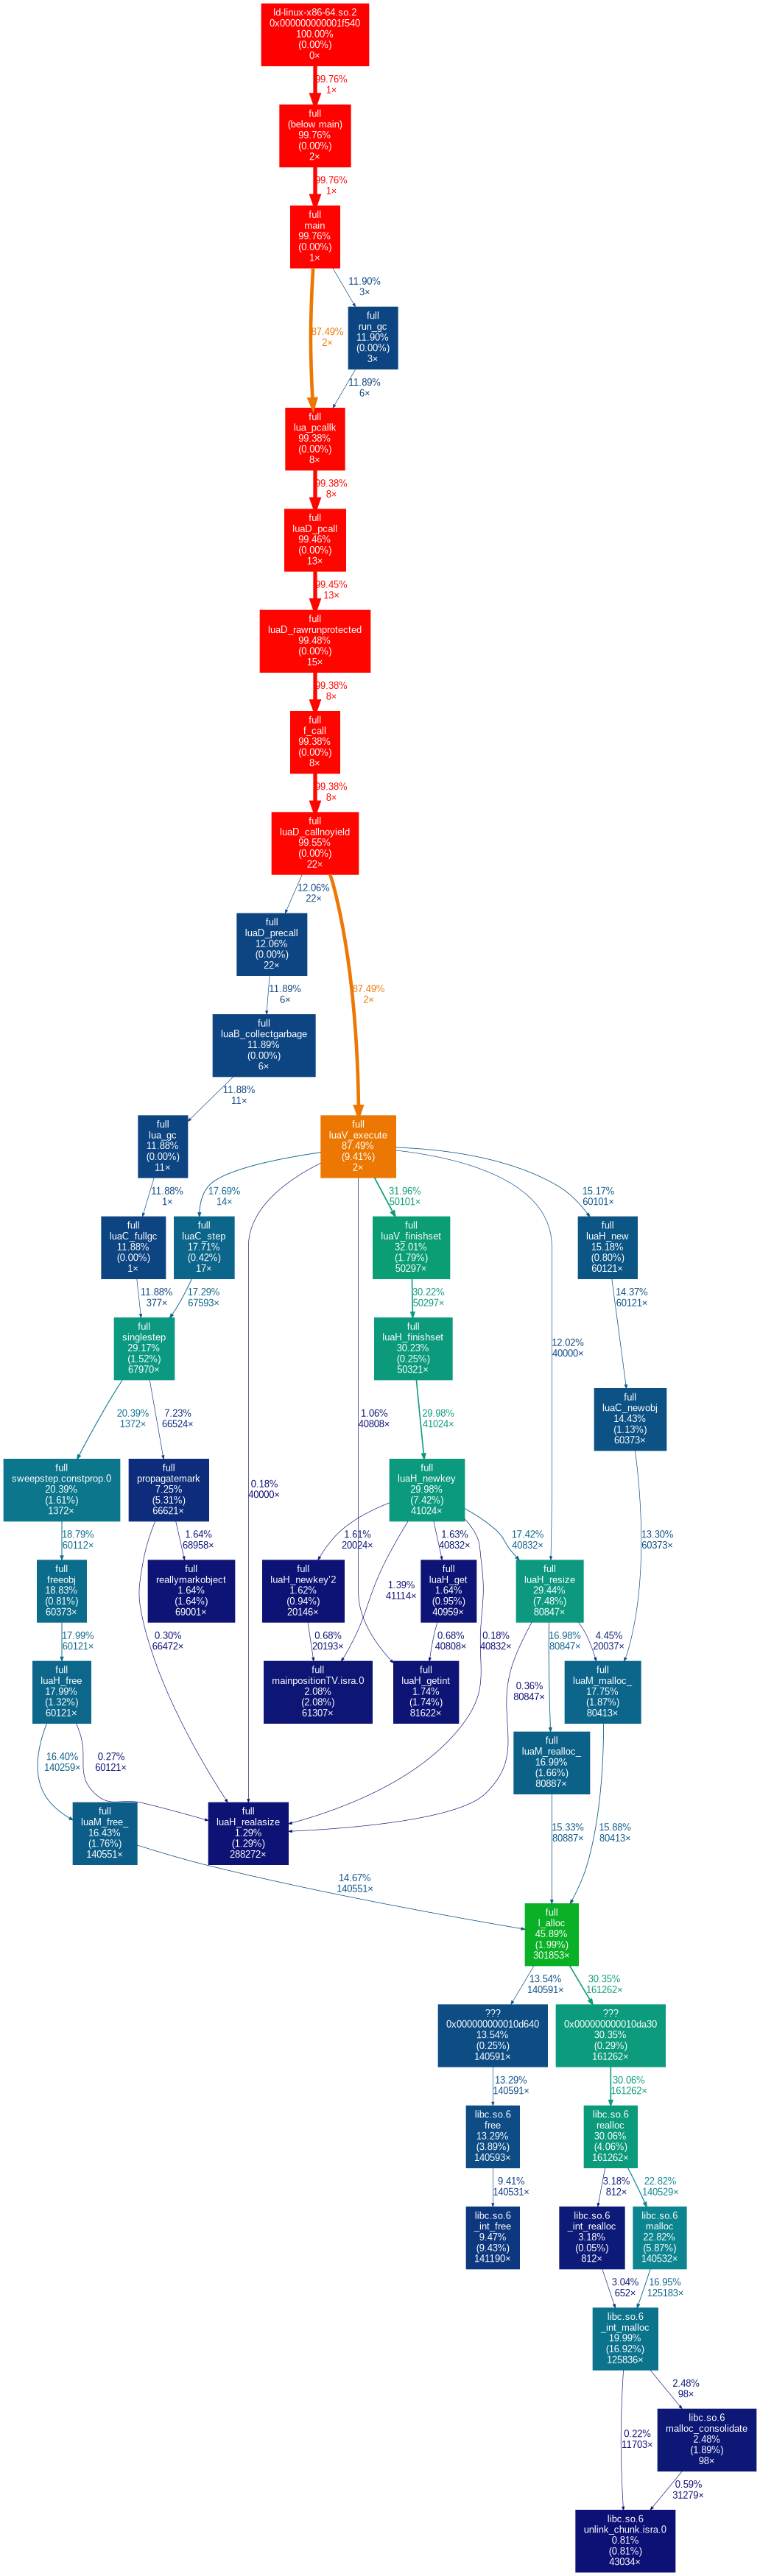 ld-linux-x86-64.so.2
0x000000000001f540
100.00%
(0.00%)
0×
99.76%
1×
full
(below main)
99.76%
(0.00%)
2×
99.76%
1×
full
main
99.76%
(0.00%)
1×
11.90%
3×
87.49%
2×
full
run_gc
11.90%
(0.00%)
3×
11.89%
6×
full
lua_pcallk
99.38%
(0.00%)
8×
99.38%
8×
full
luaD_pcall
99.46%
(0.00%)
13×
99.45%
13×
full
luaD_rawrunprotected
99.48%
(0.00%)
15×
99.38%
8×
full
f_call
99.38%
(0.00%)
8×
99.38%
8×
full
luaD_callnoyield
99.55%
(0.00%)
22×
12.06%
22×
full
luaD_precall
12.06%
(0.00%)
22×
11.89%
6×
87.49%
2×
full
luaB_collectgarbage
11.89%
(0.00%)
6×
11.88%
11×
full
lua_gc
11.88%
(0.00%)
11×
full
luaV_execute
87.49%
(9.41%)
2×
11.88%
1×
17.69%
14×
31.96%
50101×
15.17%
60101×
full
luaC_fullgc
11.88%
(0.00%)
1×
full
luaC_step
17.71%
(0.42%)
17×
full
luaV_finishset
32.01%
(1.79%)
50297×
full
luaH_new
15.18%
(0.80%)
60121×
11.88%
377×
17.29%
67593×
30.22%
50297×
14.37%
60121×
full
singlestep
29.17%
(1.52%)
67970×
full
luaH_finishset
30.23%
(0.25%)
50321×
12.02%
40000×
full
luaC_newobj
14.43%
(1.13%)
60373×
20.39%
1372×
7.23%
66524×
1.06%
40808×
29.98%
41024×
full
sweepstep.constprop.0
20.39%
(1.61%)
1372×
full
propagatemark
7.25%
(5.31%)
66621×
0.18%
40000×
full
luaH_newkey
29.98%
(7.42%)
41024×
18.79%
60112×
1.64%
68958×
1.61%
20024×
1.39%
41114×
1.63%
40832×
17.42%
40832×
13.30%
60373×
full
freeobj
18.83%
(0.81%)
60373×
full
reallymarkobject
1.64%
(1.64%)
69001×
full
luaH_newkey'2
1.62%
(0.94%)
20146×
full
luaH_get
1.64%
(0.95%)
40959×
full
luaH_resize
29.44%
(7.48%)
80847×
17.99%
60121×
0.30%
66472×
0.68%
20193×
0.68%
40808×
0.18%
40832×
0.36%
80847×
16.98%
80847×
4.45%
20037×
full
luaH_free
17.99%
(1.32%)
60121×
full
mainpositionTV.isra.0
2.08%
(2.08%)
61307×
full
luaH_getint
1.74%
(1.74%)
81622×
full
luaM_malloc_
17.75%
(1.87%)
80413×
16.40%
140259×
0.27%
60121×
full
luaM_realloc_
16.99%
(1.66%)
80887×
full
luaM_free_
16.43%
(1.76%)
140551×
full
luaH_realasize
1.29%
(1.29%)
288272×
15.33%
80887×
15.88%
80413×
14.67%
140551×
full
l_alloc
45.89%
(1.99%)
301853×
13.54%
140591×
30.35%
161262×
???
0x000000000010d640
13.54%
(0.25%)
140591×
???
0x000000000010da30
30.35%
(0.29%)
161262×
13.29%
140591×
30.06%
161262×
libc.so.6
free
13.29%
(3.89%)
140593×
libc.so.6
realloc
30.06%
(4.06%)
161262×
9.41%
140531×
3.18%
812×
22.82%
140529×
libc.so.6
_int_free
9.47%
(9.43%)
141190×
libc.so.6
_int_realloc
3.18%
(0.05%)
812×
libc.so.6
malloc
22.82%
(5.87%)
140532×
3.04%
652×
16.95%
125183×
libc.so.6
_int_malloc
19.99%
(16.92%)
125836×
2.48%
98×
0.22%
11703×
libc.so.6
malloc_consolidate
2.48%
(1.89%)
98×
0.59%
31279×
libc.so.6
unlink_chunk.isra.0
0.81%
(0.81%)
43034×